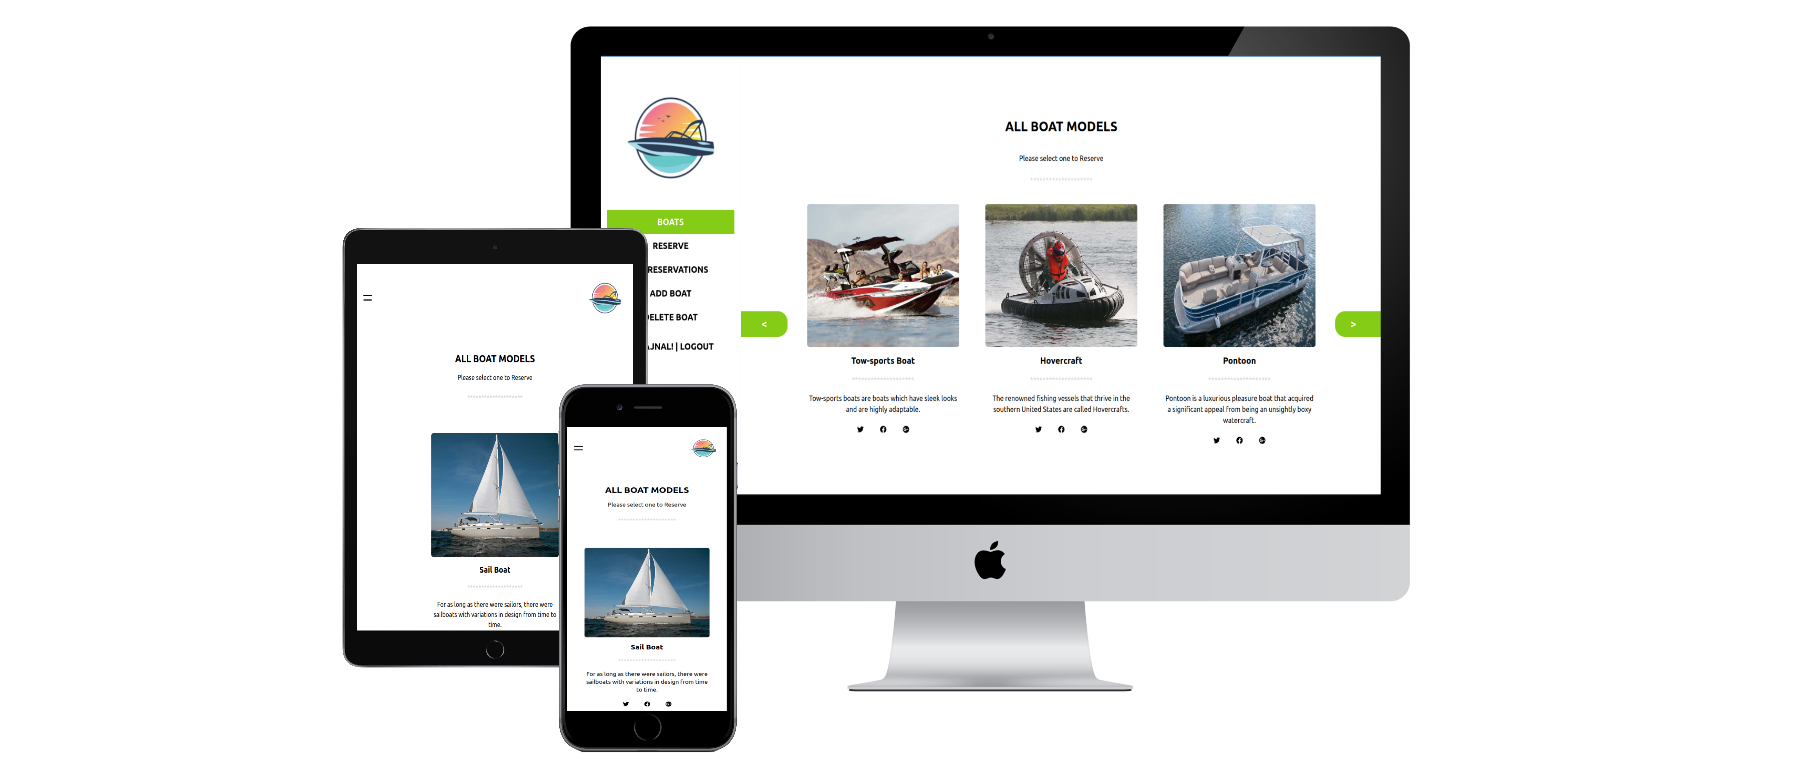 ALL BOAT MODELS
Please select one to Reserve
BOATS
RESERVE
RESERVATIONS
ADD BOAT
DELETE BOAT
| LOGOUT
<
>
Tow-sports Boat
Hovercraft
Pontoon
Tow-sports boats are boats which have sleek looks
and are highly adaptable.
The renowned fishing vessels that thrive in the
southern United States are called Hovercrafts.
Pontoon is a luxurious pleasure boat that acquired
a significant appeal from being an unsightly boxy
watercraft.
ALL BOAT MODELS
Please select one to Reserve
Sail Boat
For as long as there were sailors, there were
sailboats with variations in design from time to
time.
ALL BOAT MODELS
Please select one to Reserve
Sail Boat
For as long as there were sailors, there were
sailboats with variations in design from time
to time.